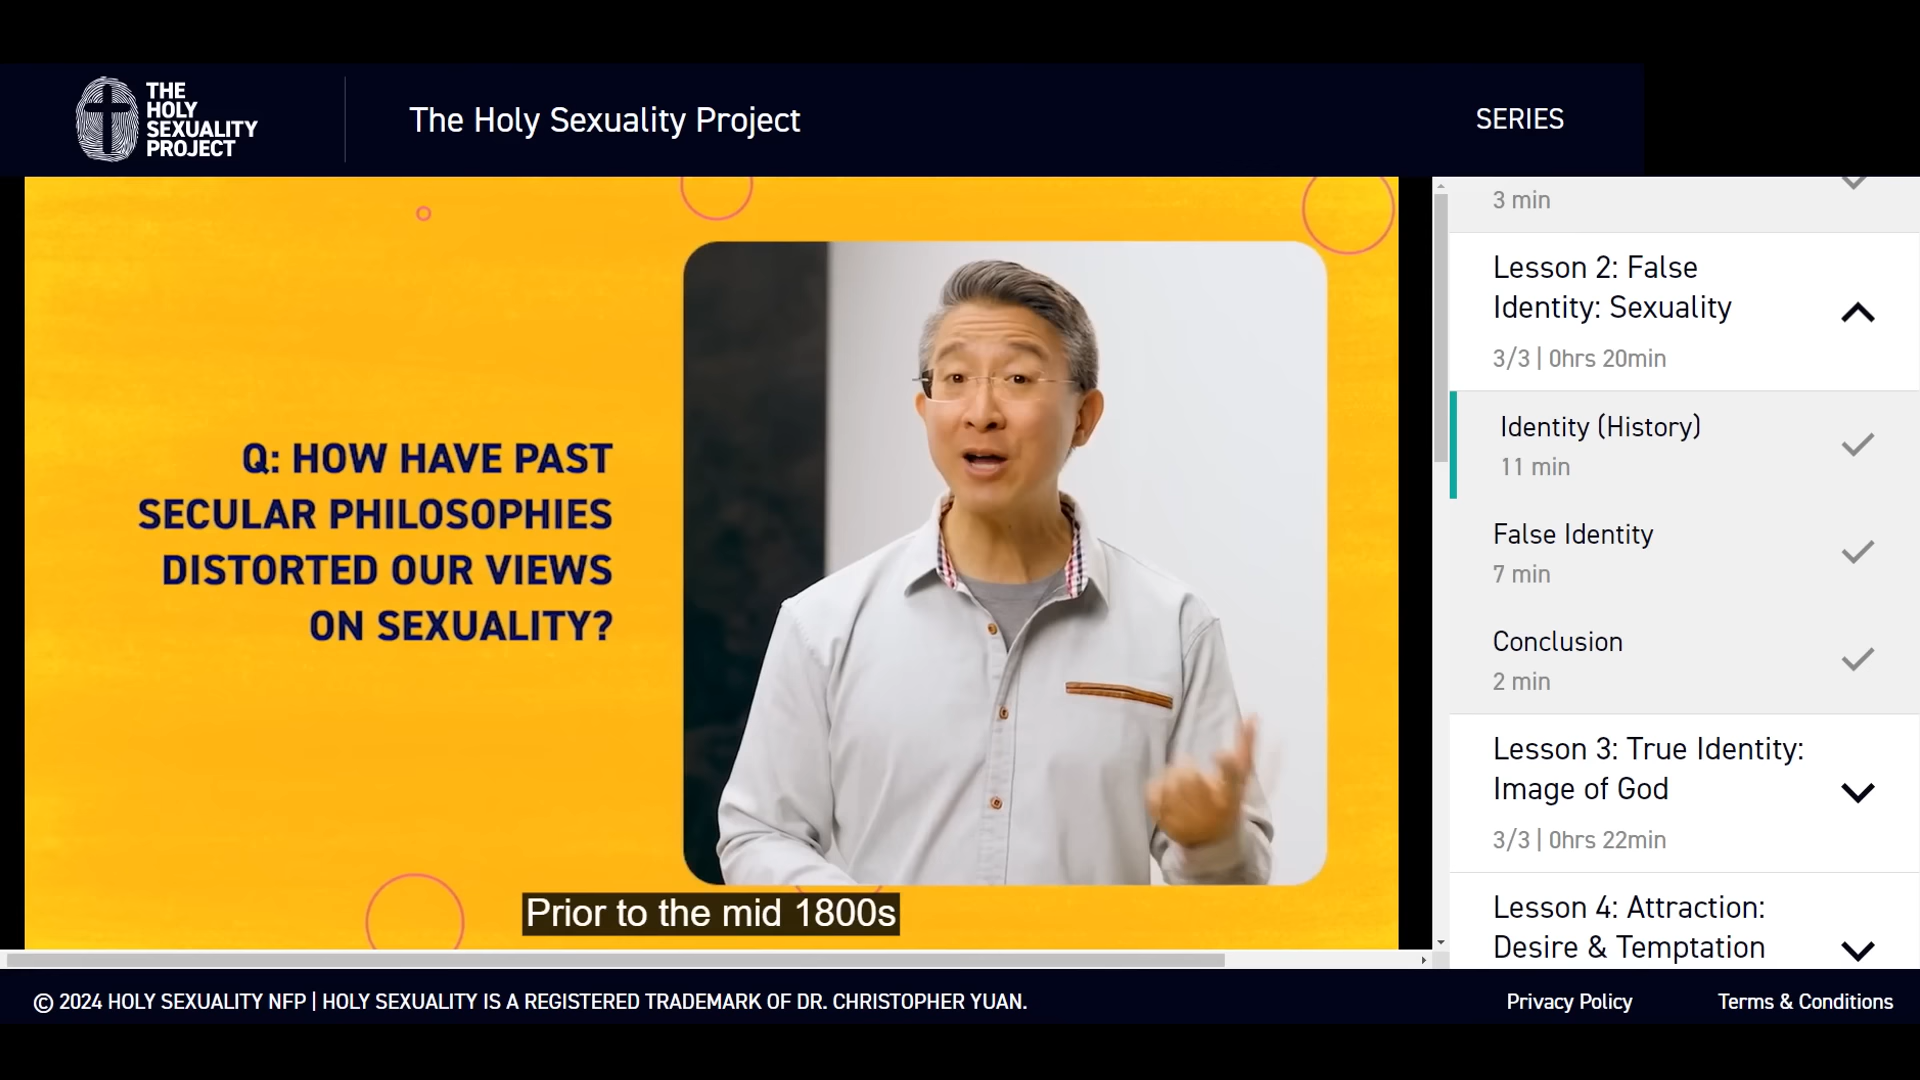 THE
HOLY
SEXUALITY
PROJECT
The Holy Sexuality Project
SERIES
Q: HOW HAVE PAST
SECULAR PHILOSOPHIES
DISTORTED OUR VIEWS
ON SEXUALITY?
Prior to the mid 1800s
3 min
Lesson 2: False
Identity: Sexuality
3/3 | 0hrs 20min
Identity (History)
11 min
False Identity
7 min
Conclusion
2 min
Lesson 3: True Identity:
Image of God
3/3 | 0hrs 22min
Lesson 4: Attraction:
Desire & Temptation
© 2024 HOLY SEXUALITY NFP | HOLY SEXUALITY IS A REGISTERED TRADEMARK OF DR. CHRISTOPHER YUAN.
Privacy Policy
Terms & Conditions